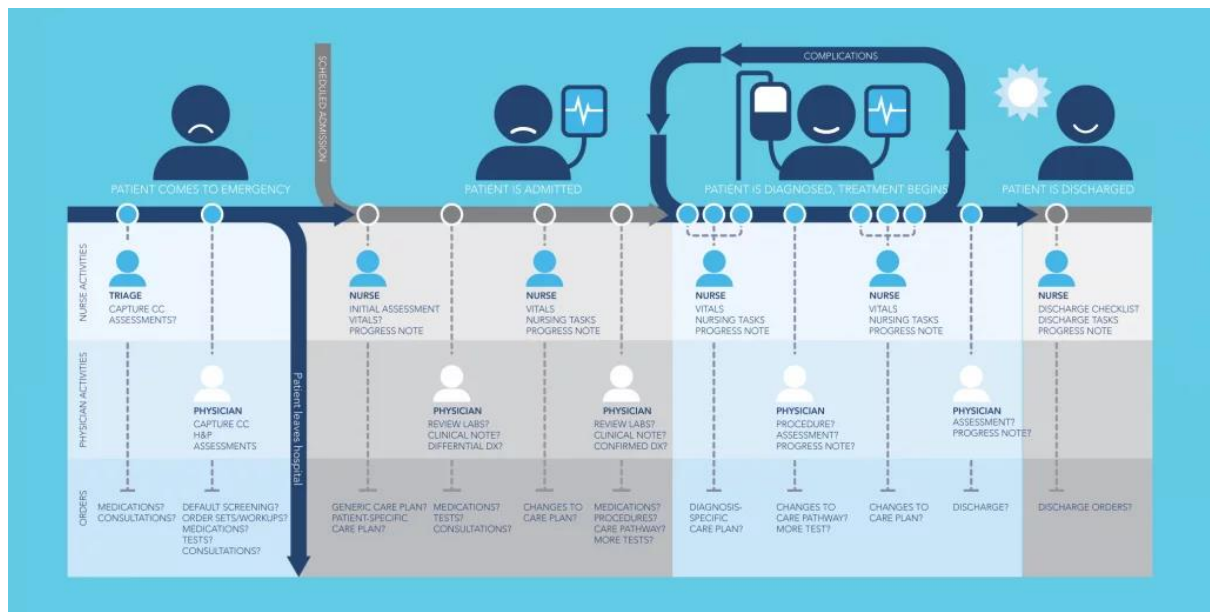 SCHEDULED ADMISSION
COMPLICATIONS
PATIENT COMES TO EMERGENCY
PATIENT IS ADMITTED
PATIENT IS DIAGNOSED, TREATMENT BEGINS
PATIENT IS DISCHARGED
NURSE ACTIVITIES
TRIAGE
CAPTURE CC
ASSESSMENTS?
NURSE
INITIAL ASSESSMENT
VITALS?
PROGRESS NOTE
NURSE
VITALS
NURSING TASKS
PROGRESS NOTE
NURSE
VITALS
NURSING TASKS
PROGRESS NOTE
NURSE
VITALS
NURSING TASKS
PROGRESS NOTE
NURSE
DISCHARGE CHECKLIST
DISCHARGE TASKS
PROGRESS NOTE
PHYSICIAN ACTIVITIES
PHYSICIAN
CAPTURE CC
H&P
ASSESSMENTS
Patient leaves hospital
PHYSICIAN
REVIEW LABS?
CLINICAL NOTE?
DIFFERNTIAL DX?
PHYSICIAN
REVIEW LABS?
CLINICAL NOTE?
CONFIRMED DX?
PHYSICIAN
PROCEDURE?
ASSESSMENT?
PROGRESS NOTE?
PHYSICIAN
ASSESSMENT?
PROGRESS NOTE?
ORDERS
MEDICATIONS?
CONSULTATIONS?
DEFAULT SCREENING?
ORDER SETS/WORKUPS?
MEDICATIONS?
TESTS?
CONSULTATIONS?
GENERIC CARE PLAN?
PATIENT-SPECIFIC
CARE PLAN?
MEDICATIONS?
TESTS?
CONSULTATIONS?
CHANGES TO
CARE PLAN?
MEDICATIONS?
PROCEDURES?
CARE PATHWAY?
MORE TESTS?
DIAGNOSIS-
SPECIFIC
CARE PLAN?
CHANGES TO
CARE PATHWAY?
MORE TEST?
CHANGES TO
CARE PLAN?
DISCHARGE?
DISCHARGE ORDERS?